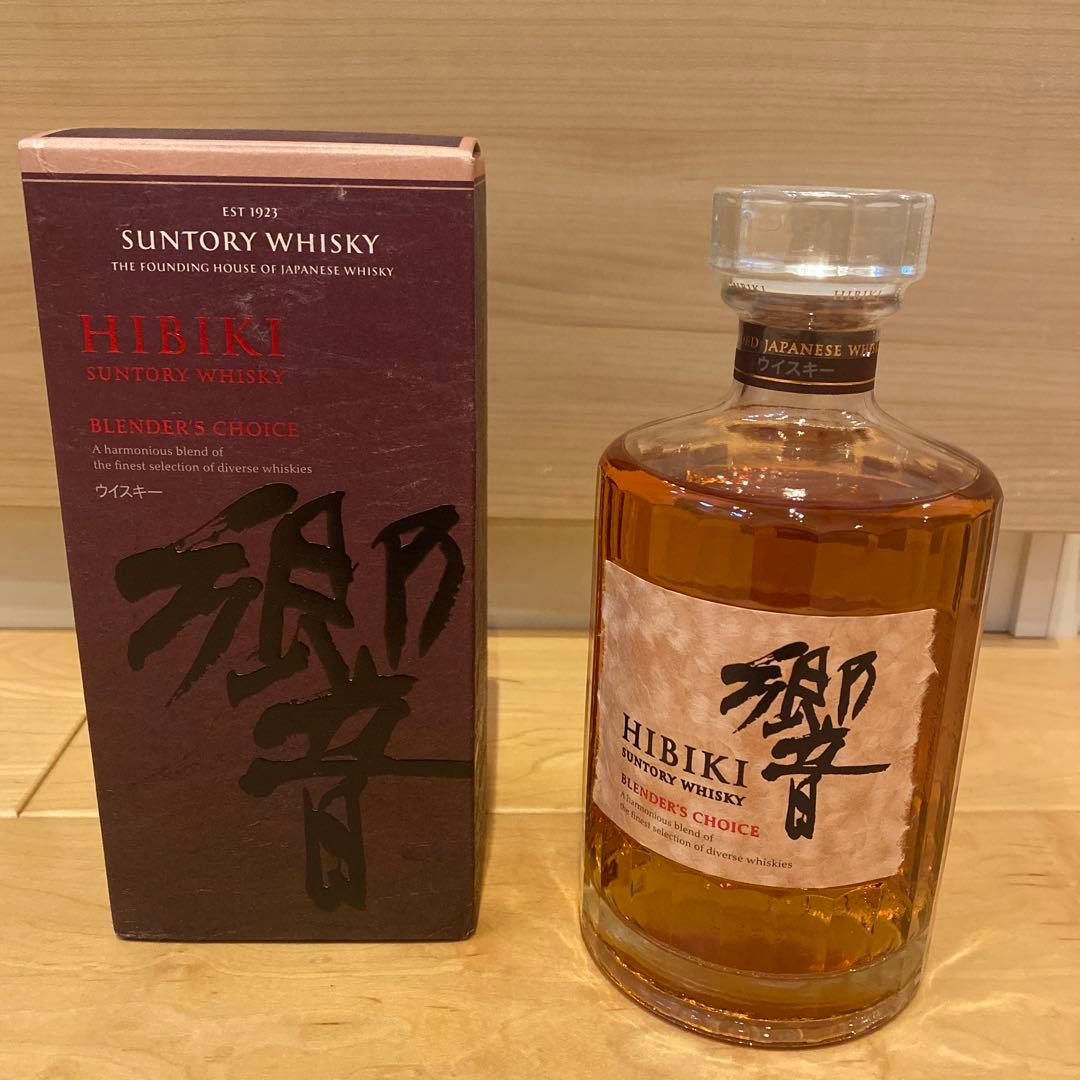 EST 1923
SUNTORY WHISKY
THE FOUNDING HOUSE OF JAPANESE WHISKY
HIBIKI
SUNTORY WHISKY
BLENDER'S CHOICE
A harmonious blend of
the finest selection of diverse whiskies
ウイスキー
響
HIBIKI
JAPANESE
ウイスキー
響
HIBIKI
SUNTORY WHISKY
BLENDER'S CHOICE
A harmonious blend of
the finest selection of diverse whiskies